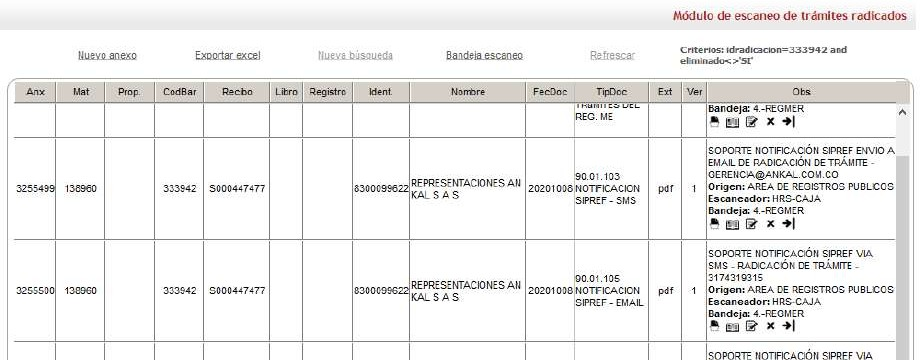 Módulo de escaneo de trámites radicados
Nuevo anexo Exportar excel Nueva búsqueda Bandeja escaneo Refrescar Criterios: idradicacion=333942 and
eliminado<>'SI'
Anx Mat Prop. CodBar Recibo Libro Registro Ident. Nombre FecDoc TipDoc Ext Ver Obs
TRAMITES DEL
REG. ME
Bandeja: 4.-REGMER
3255499 138960 333942 S000447477 8300099622 REPRESENTACIONES AN
KAL S A S
20201008
90.01.103
NOTIFICACION
SIPREF - SMS
pdf 1
SOPORTE NOTIFICACIÓN SIPREF ENVIO A
EMAIL DE RADICACIÓN DE TRÁMITE -
GERENCIA@ANKAL.COM.CO
Origen: AREA DE REGISTROS PUBLICOS
Escaneador: HRS-CAJA
Bandeja: 4.-REGMER
3255500 138960 333942 S000447477 8300099622 REPRESENTACIONES AN
KAL S A S
20201008
90.01.105
NOTIFICACION
SIPREF - EMAIL
pdf 1
SOPORTE NOTIFICACIÓN SIPREF VIA
SMS - RADICACIÓN DE TRÁMITE -
3174319315
Origen: AREA DE REGISTROS PUBLICOS
Escaneador: HRS-CAJA
Bandeja: 4.-REGMER
SOPORTE NOTIFICACIÓN SIPREF VIA